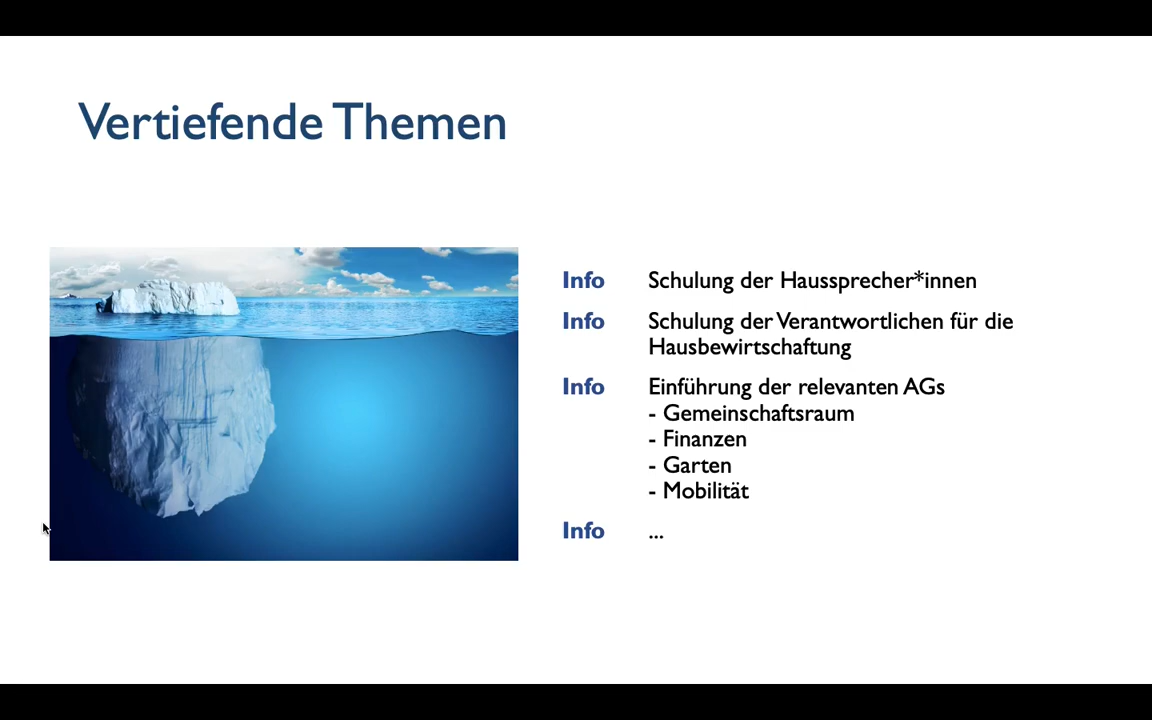 Vertiefende Themen
Info Schulung der Haussprecher*innen
Info Schulung der Verantwortlichen für die
Hausbewirtschaftung
Info Einführung der relevanten AGs
- Gemeinschaftsraum
- Finanzen
- Garten
- Mobilität
Info ...